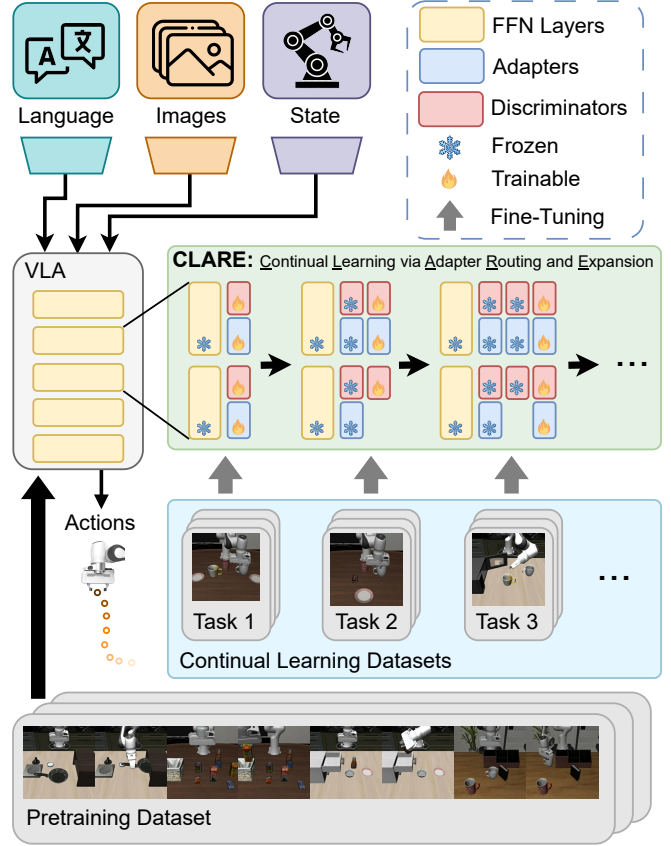 A 文
Language
Images
State
FFN Layers
Adapters
Discriminators
Frozen
Trainable
Fine-Tuning
VLA
CLARE: Continual Learning via Adapter Routing and Expansion
...
Actions
Task 1
Task 2
Task 3
...
Continual Learning Datasets
Pretraining Dataset